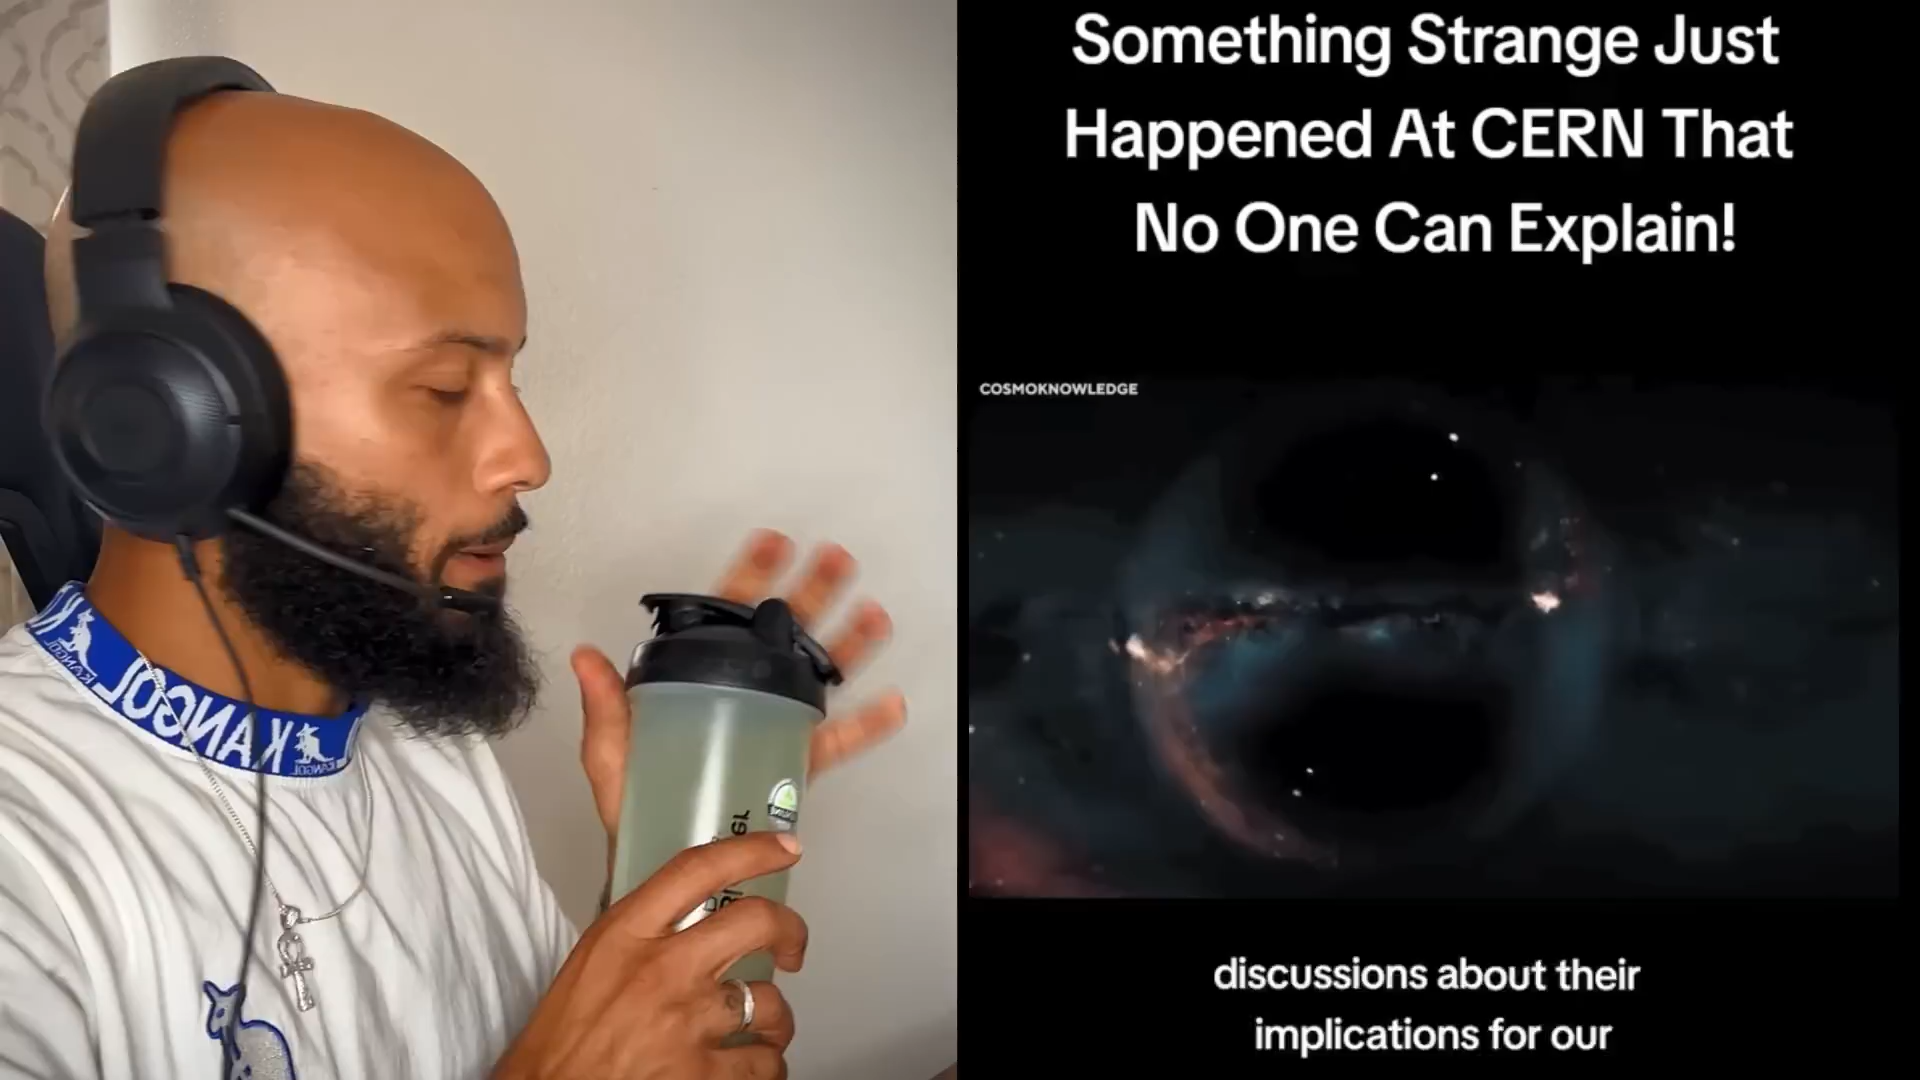 Something Strange Just
Happened At CERN That
No One Can Explain!
COSMOKNOWLEDGE
discussions about their
implications for our
KANGOL
KANGOL